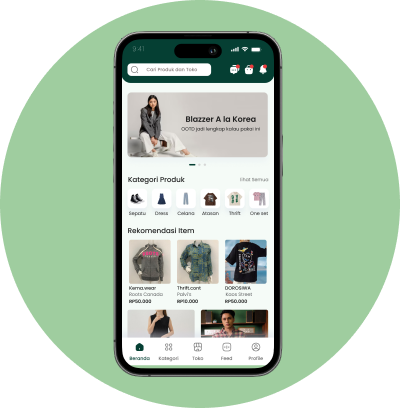 9:41
Cari Produk dan Toko
Blazzer A la Korea
OOTD jadi lengkap kalau pakai ini!
Kategori Produk
Lihat Semua
Sepatu Dress Celana Atasan Thrift One set
Rekomendasi Item
Kema.wear Thrift.cont DOROSIWA
Roots Canada Palvi's Kaos Street
RP50.000 RP10.000 RP50.000
Beranda Kategori Toko Feed Profile